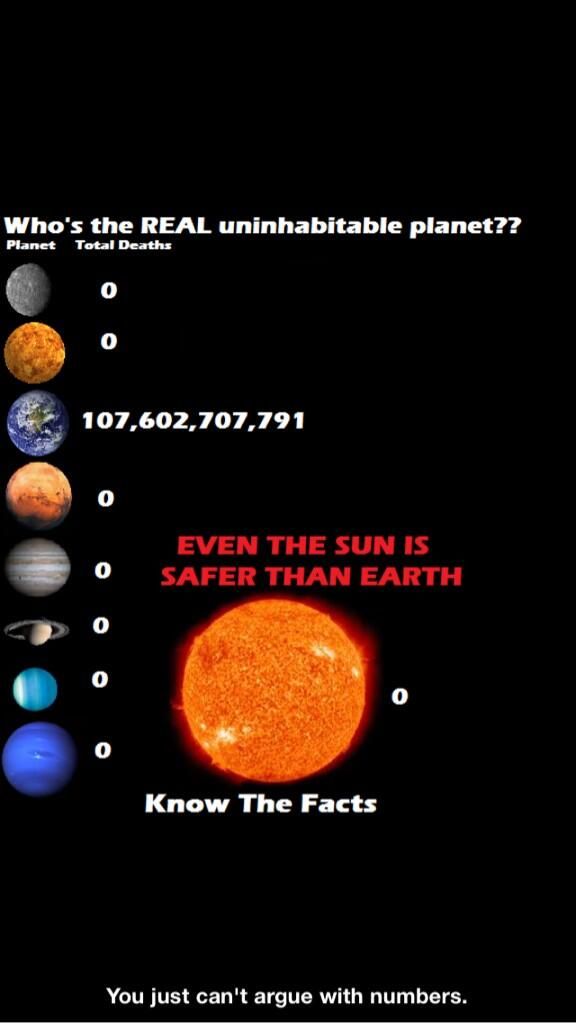 Who's the REAL uninhabitable planet??
Planet Total Deaths
0
0
107,602,707,791
0
EVEN THE SUN IS
SAFER THAN EARTH
0
0
0
0
0
Know The Facts
You just can't argue with numbers.